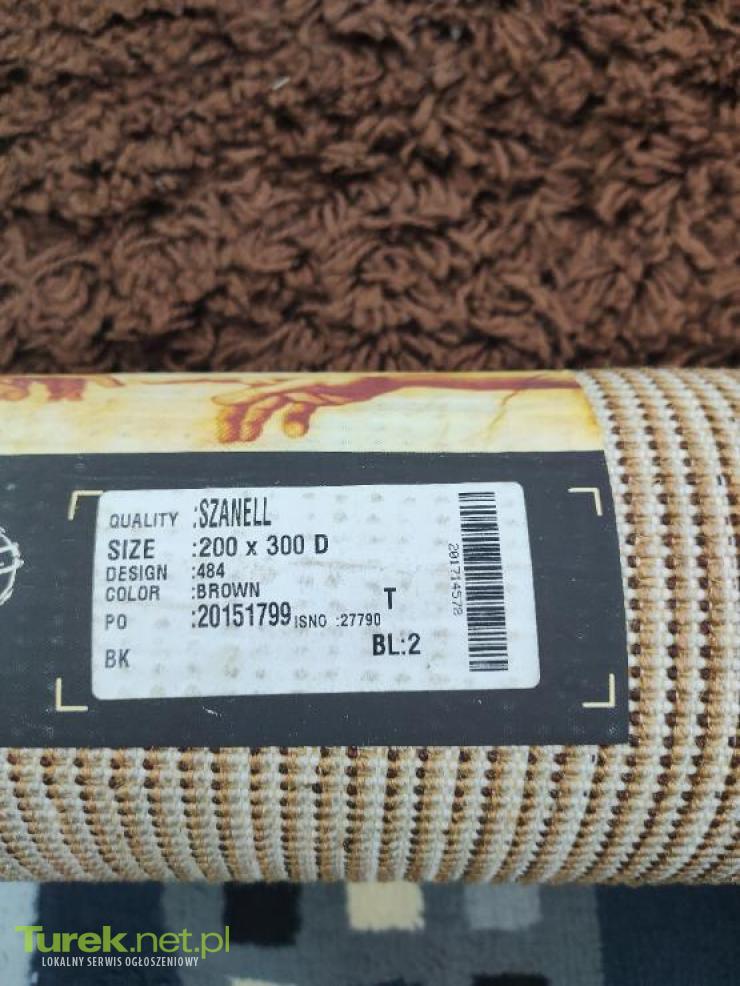 QUALITY :SZANELL
SIZE :200 x 300 D
DESIGN :484
COLOR :BROWN
T
PO :20151799 ISNO :27790
BK BL:2
201714578
Turek.net.pl
LOKALNY SERWIS OGŁOSZENIOWY